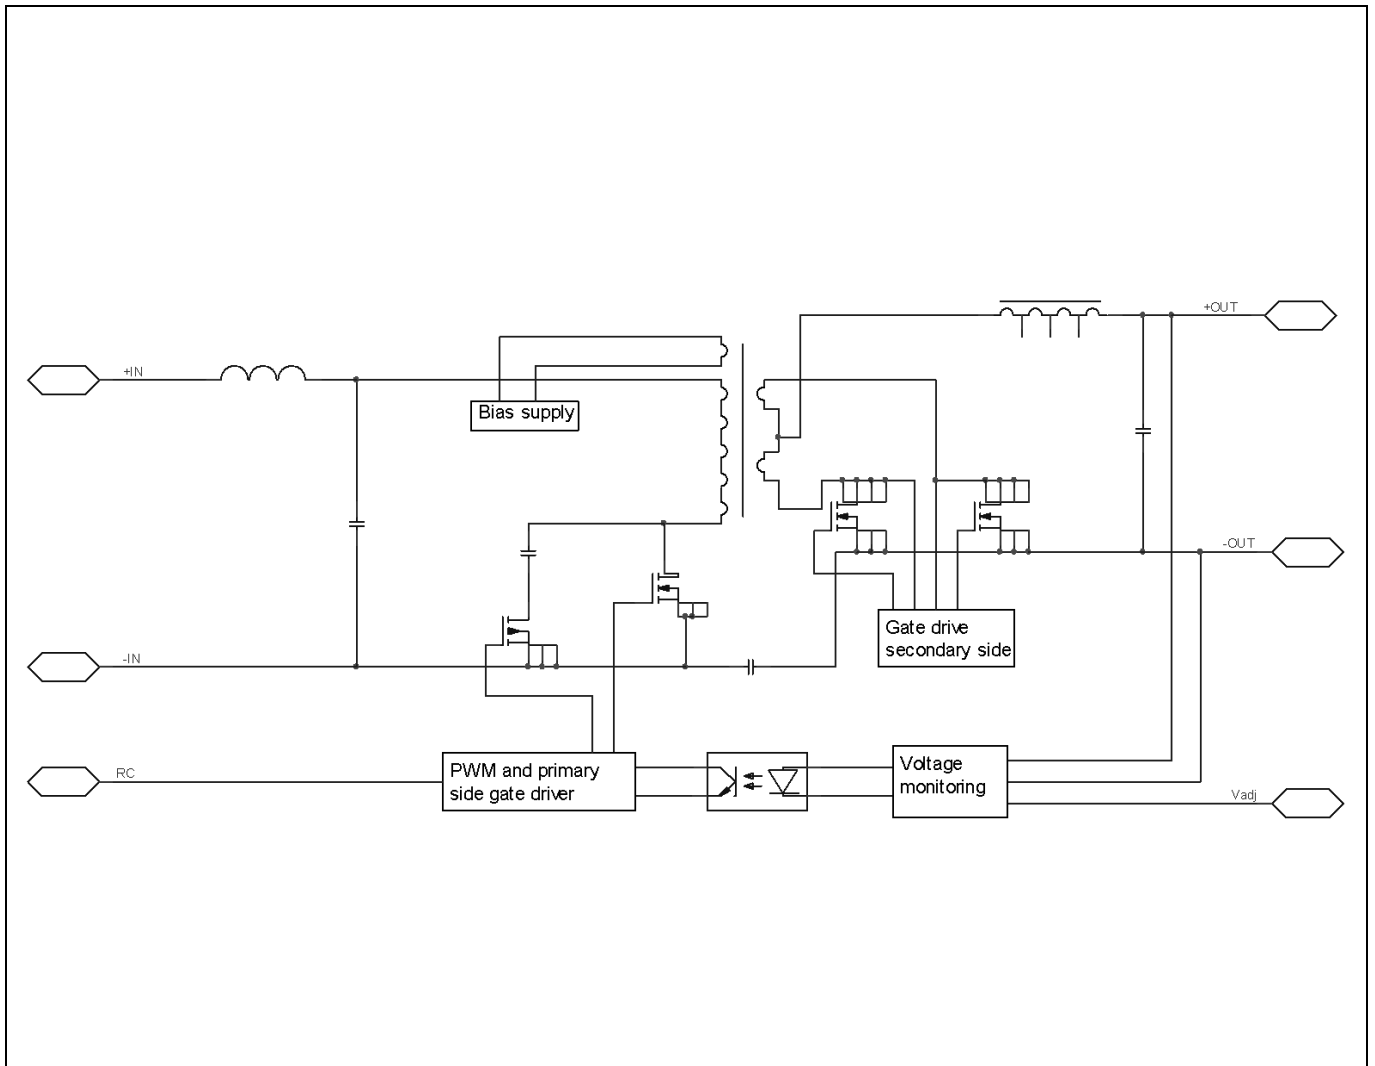 +OUT
+IN
Bias supply
-OUT
Gate drive
secondary side
-IN
PWM and primary
side gate driver
Voltage
monitoring
RC
Vadj